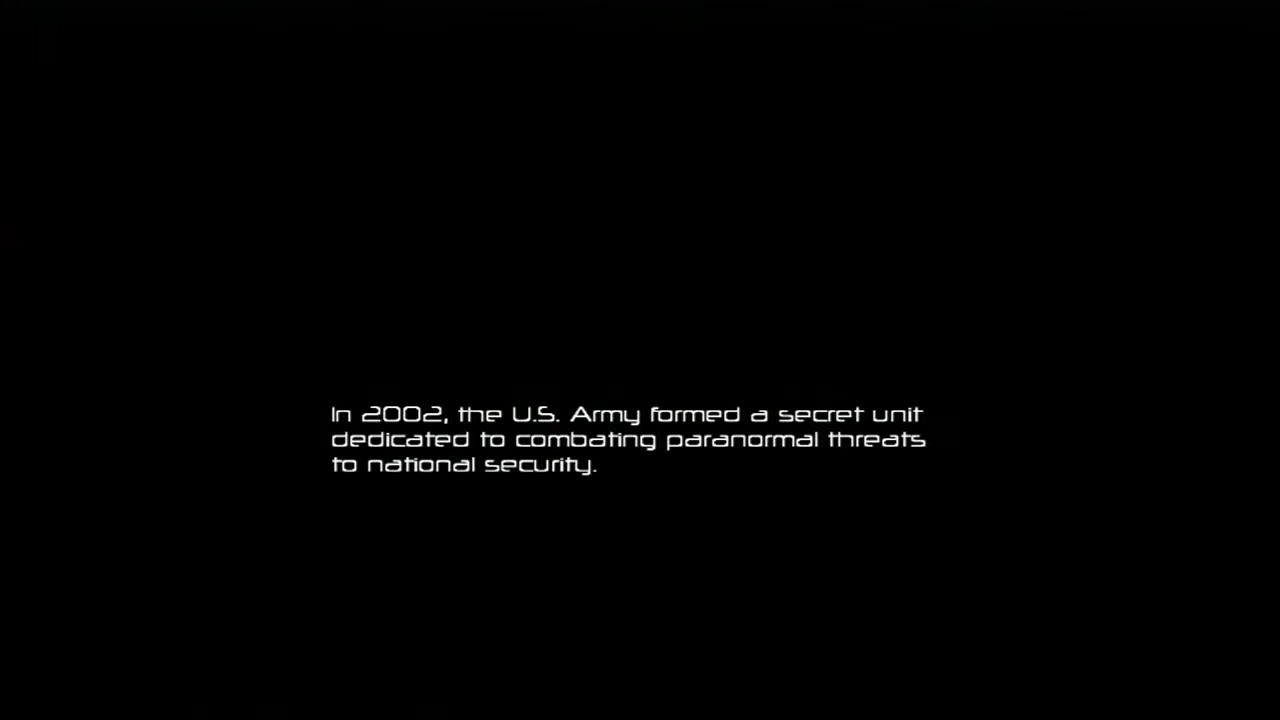 In 2002, the U.S. Army formed a secret unit
dedicated to combating paranormal threats
to national security.